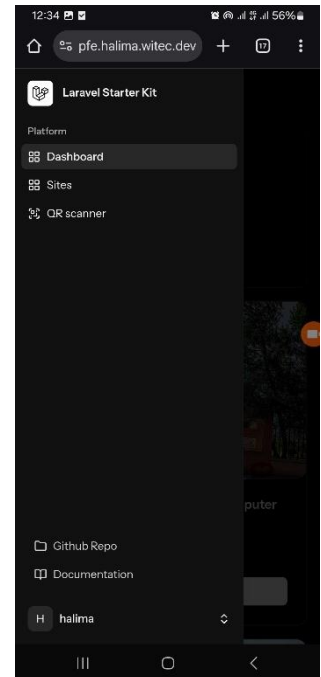 12:34
56%
pfe.halima.witec.dev
17
Laravel Starter Kit
Platform
Dashboard
Sites
QR scanner
puter
Github Repo
Documentation
H halima